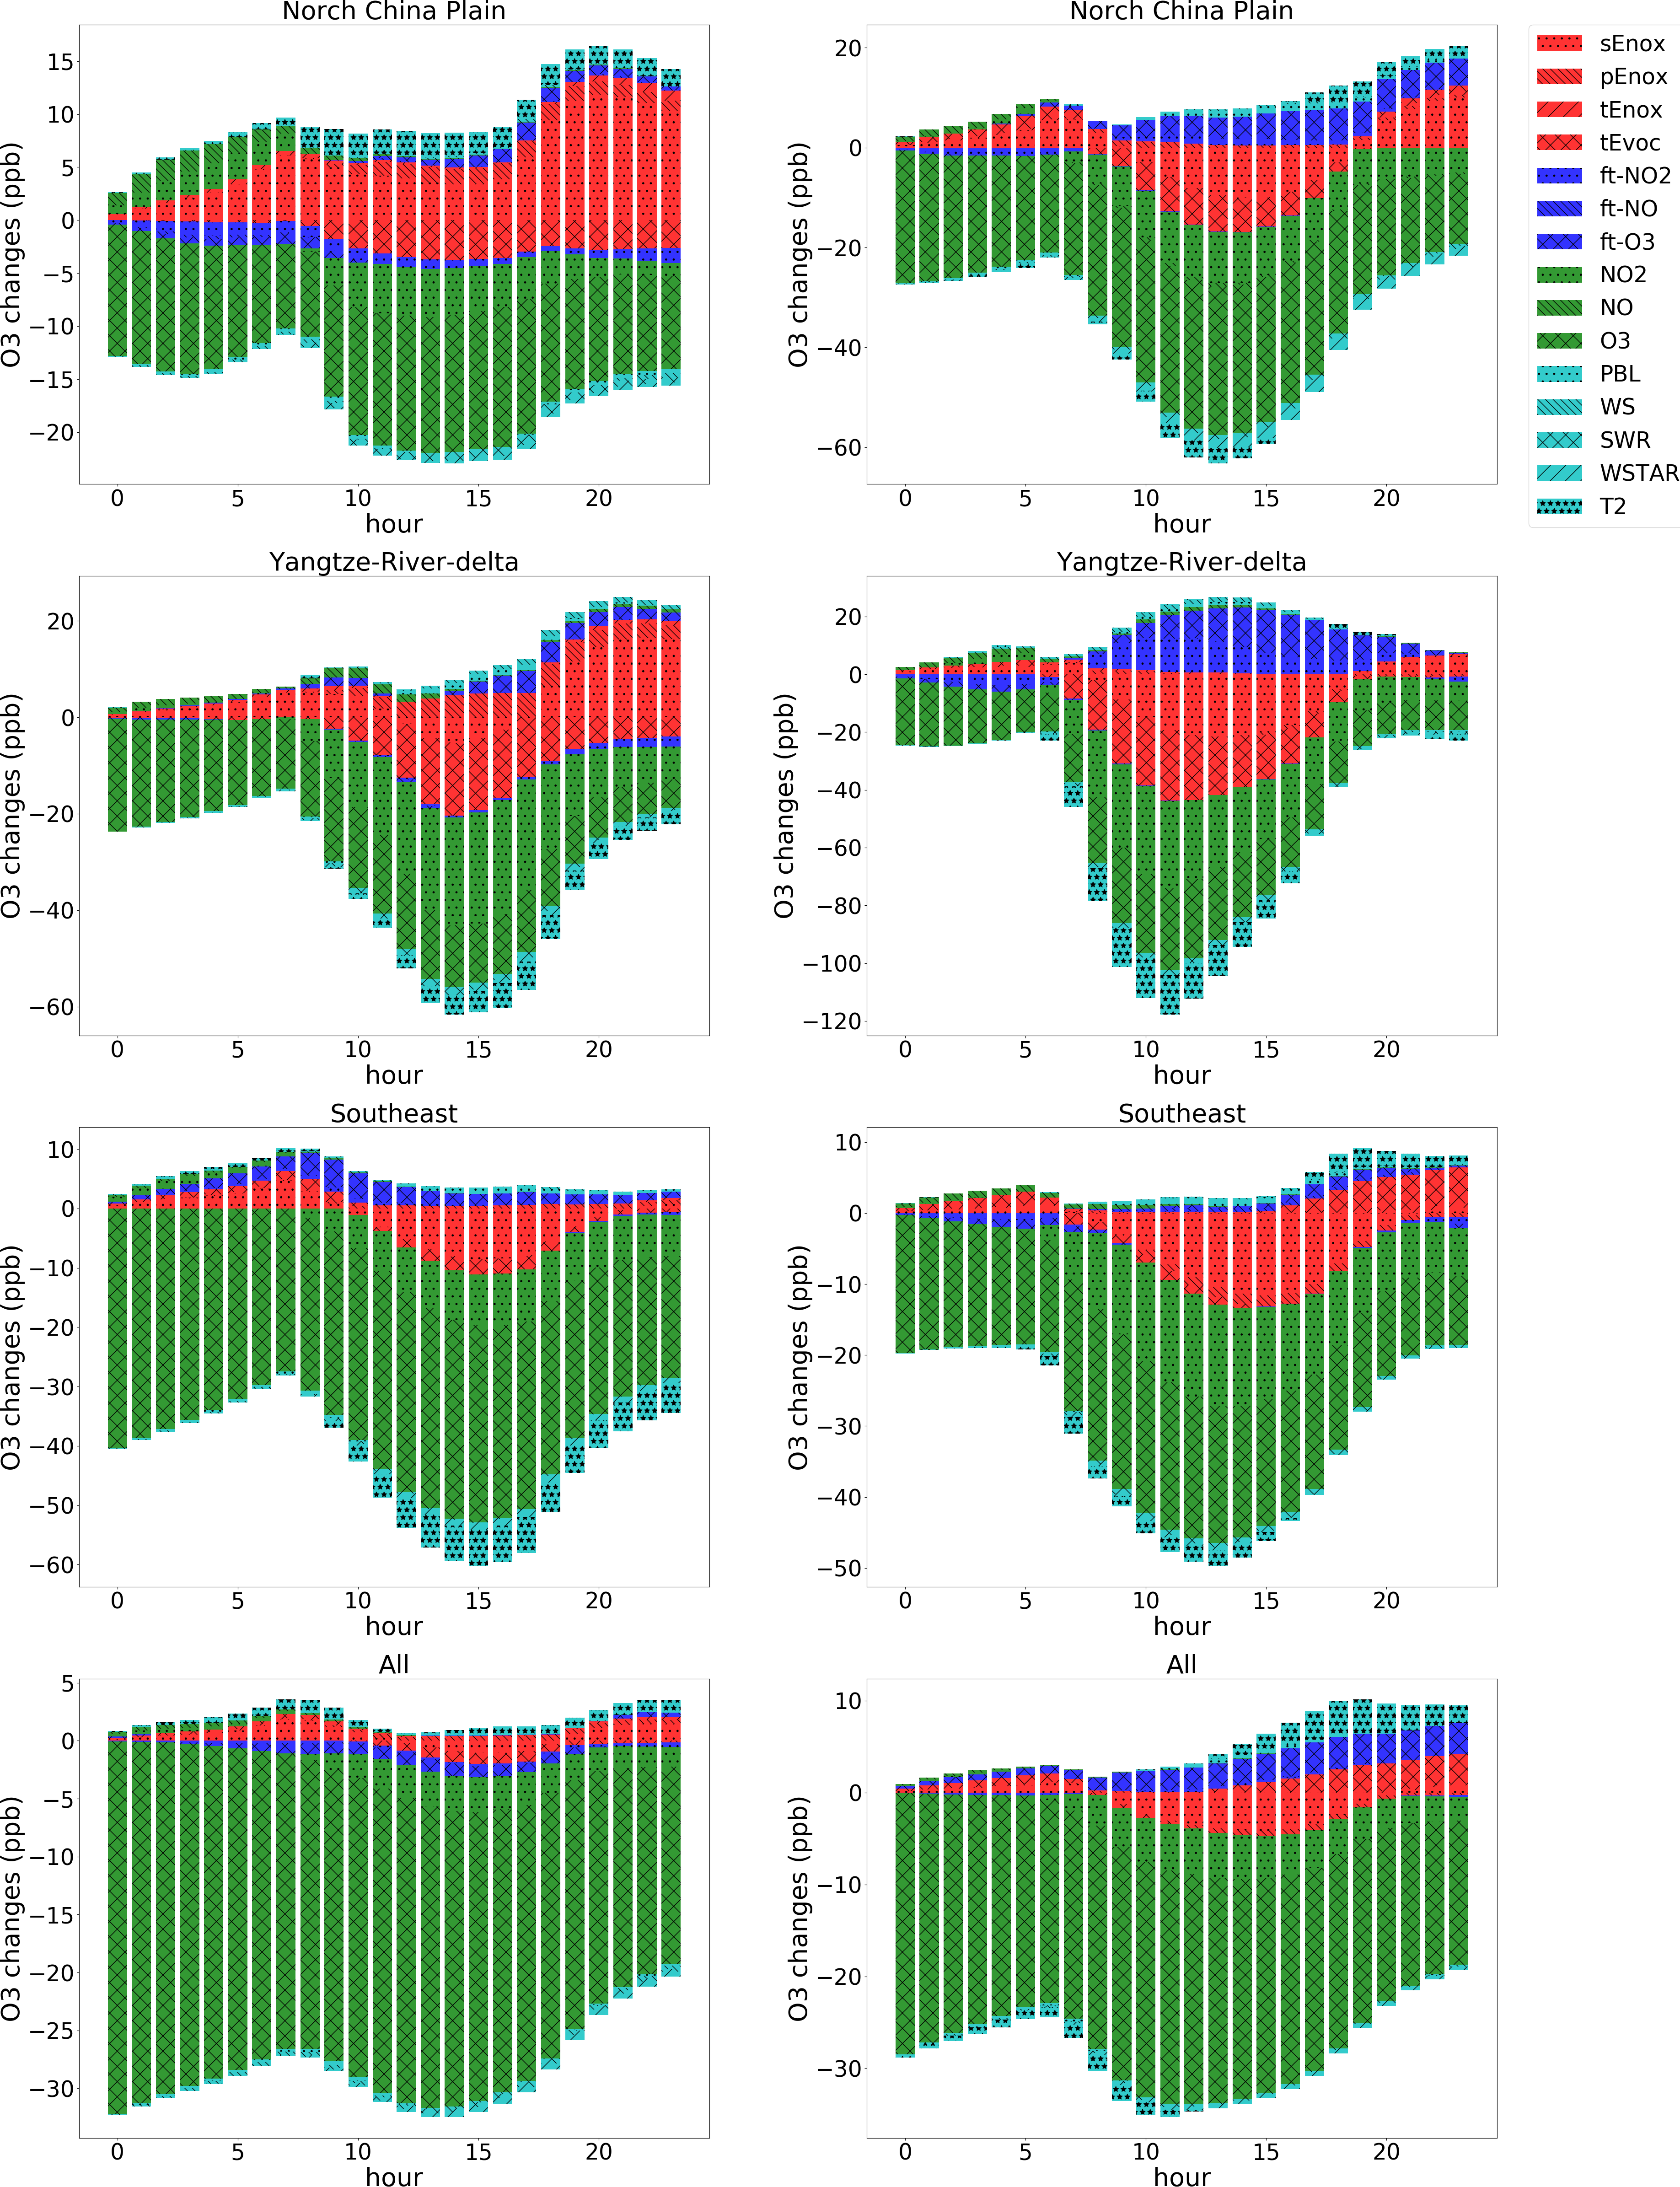 Norch China Plain
O3 changes (ppb)
15
10
5
0
−5
−10
−15
−20
0 5 10 15 20
hour
Norch China Plain
O3 changes (ppb)
20
0
−20
−40
−60
0 5 10 15 20
hour
sEnox
pEnox
tEnox
tEvoc
ft-NO2
ft-NO
ft-O3
NO2
NO
O3
PBL
WS
SWR
WSTAR
T2
Yangtze-River-delta
O3 changes (ppb)
20
0
−20
−40
−60
0 5 10 15 20
hour
Yangtze-River-delta
O3 changes (ppb)
20
0
−20
−40
−60
−80
−100
−120
0 5 10 15 20
hour
Southeast
O3 changes (ppb)
10
0
−10
−20
−30
−40
−50
−60
0 5 10 15 20
hour
Southeast
O3 changes (ppb)
10
0
−10
−20
−30
−40
−50
0 5 10 15 20
hour
All
O3 changes (ppb)
5
0
−5
−10
−15
−20
−25
−30
0 5 10 15 20
hour
All
O3 changes (ppb)
10
0
−10
−20
−30
0 5 10 15 20
hour